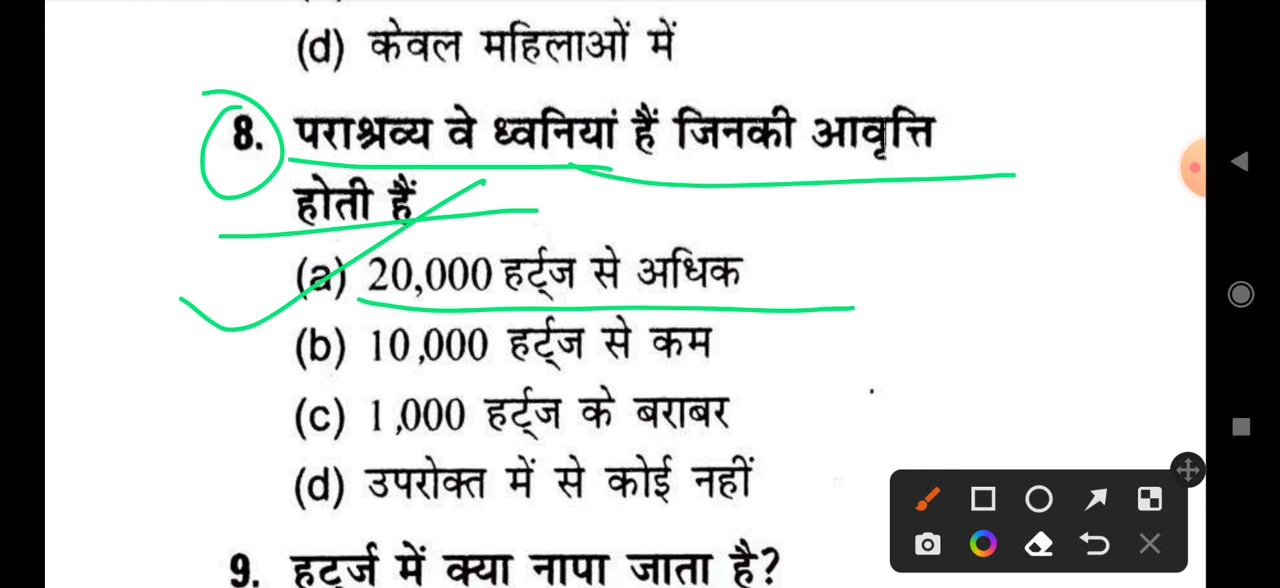 (d) केवल महिलाओं में
8. पराश्रव्य वे ध्वनियां हैं जिनकी आवृत्ति
होती हैं
(a) 20,000 हर्ट्ज से अधिक
(b) 10,000 हर्ट्ज से कम
(c) 1,000 हर्ट्ज के बराबर
(d) उपरोक्त में से कोई नहीं
9. हर्ट्ज में क्या नापा जाता है?